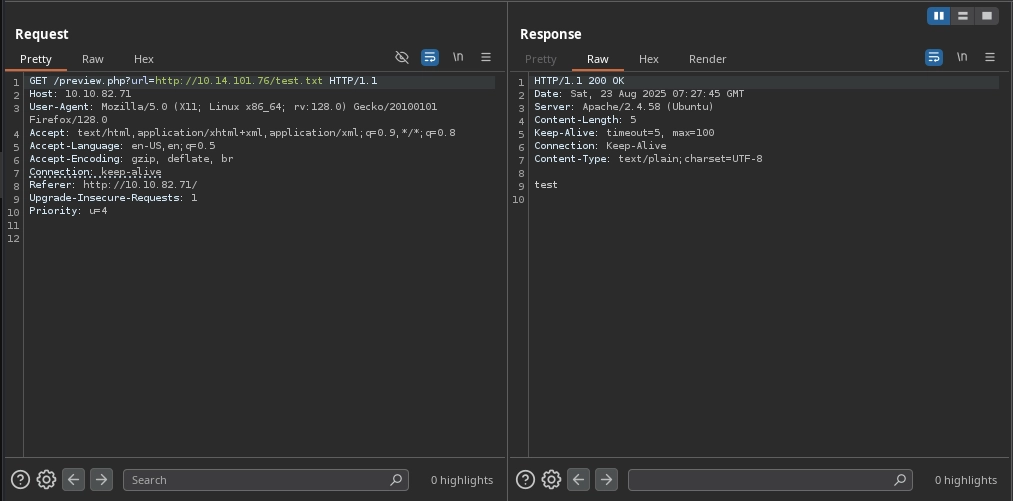 Request
Pretty Raw Hex \n
1 GET /preview.php?url=http://10.14.101.76/test.txt HTTP/1.1
2 Host: 10.10.82.71
3 User-Agent: Mozilla/5.0 (X11; Linux x86_64; rv:128.0) Gecko/20100101
Firefox/128.0
4 Accept: text/html,application/xhtml+xml,application/xml;q=0.9,*/*;q=0.8
5 Accept-Language: en-US,en;q=0.5
6 Accept-Encoding: gzip, deflate, br
7 Connection: keep-alive
8 Referer: http://10.10.82.71/
9 Upgrade-Insecure-Requests: 1
10 Priority: u=4
11
12
Search
0 highlights
Response
Pretty Raw Hex Render \n
1 HTTP/1.1 200 OK
2 Date: Sat, 23 Aug 2025 07:27:45 GMT
3 Server: Apache/2.4.58 (Ubuntu)
4 Content-Length: 5
5 Keep-Alive: timeout=5, max=100
6 Connection: Keep-Alive
7 Content-Type: text/plain;charset=UTF-8
8
9 test
10
0 highlights